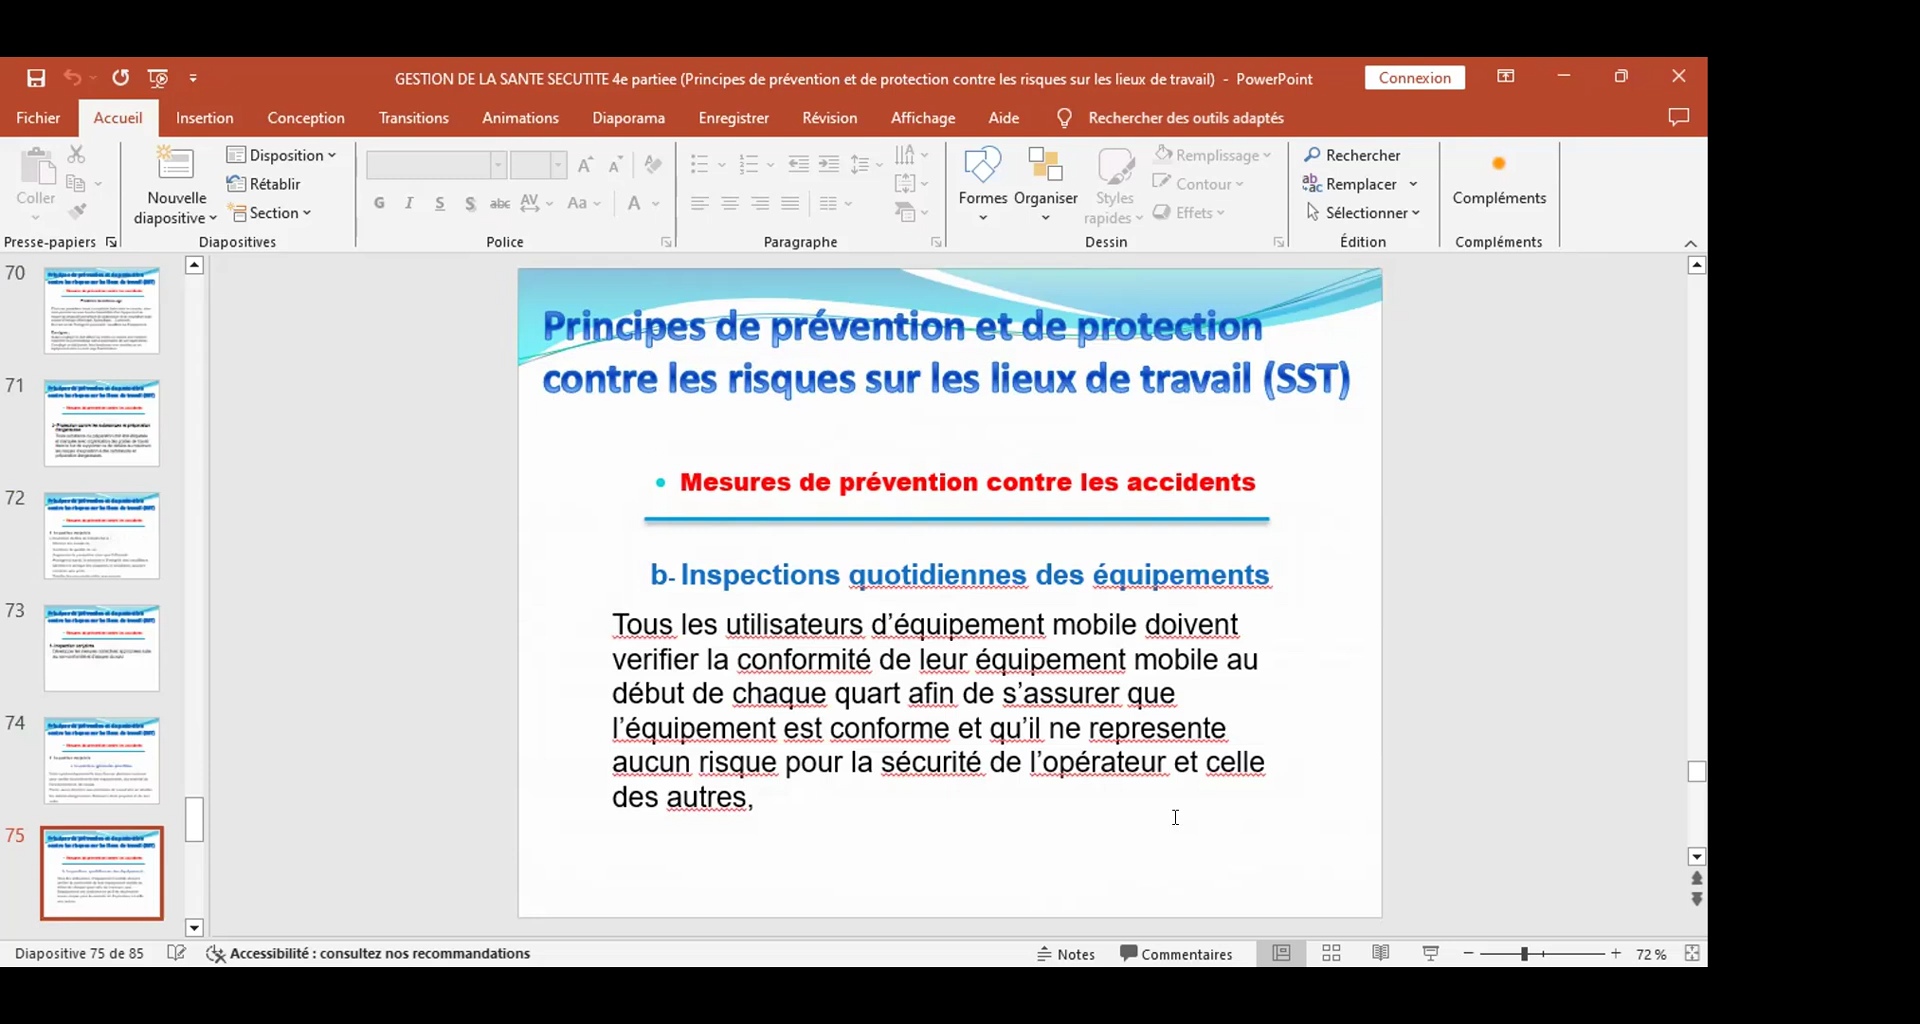 GESTION DE LA SANTE SECUTITE 4e partiee (Principes de prévention et de protection contre les risques sur les lieux de travail) - PowerPoint
Connexion
Fichier Accueil Insertion Conception Transitions Animations Diaporama Enregistrer Révision Affichage Aide Rechercher des outils adaptés
Coller
Presse-papiers
Nouvelle diapositive
Disposition
Rétablir
Section
Diapositives
G I S S abc AV Aa A
Police
Paragraphe
Formes
Organiser
Styles rapides
Remplissage
Contour
Effets
Dessin
Rechercher
Remplacer
Sélectionner
Édition
Compléments
Compléments
70
71
72
73
74
75
Principes de prévention et de protection
contre les risques sur les lieux de travail (SST)
• Mesures de prévention contre les accidents
b- Inspections quotidiennes des équipements
Tous les utilisateurs d’équipement mobile doivent
verifier la conformité de leur équipement mobile au
début de chaque quart afin de s’assurer que
l’équipement est conforme et qu’il ne represente
aucun risque pour la sécurité de l’opérateur et celle
des autres,
Diapositive 75 de 85
Accessibilité : consultez nos recommandations
Notes
Commentaires
72 %